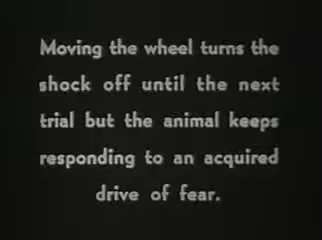 Moving the wheel turns the
shock off until the next
trial but the animal keeps
responding to an acquired
drive of fear.